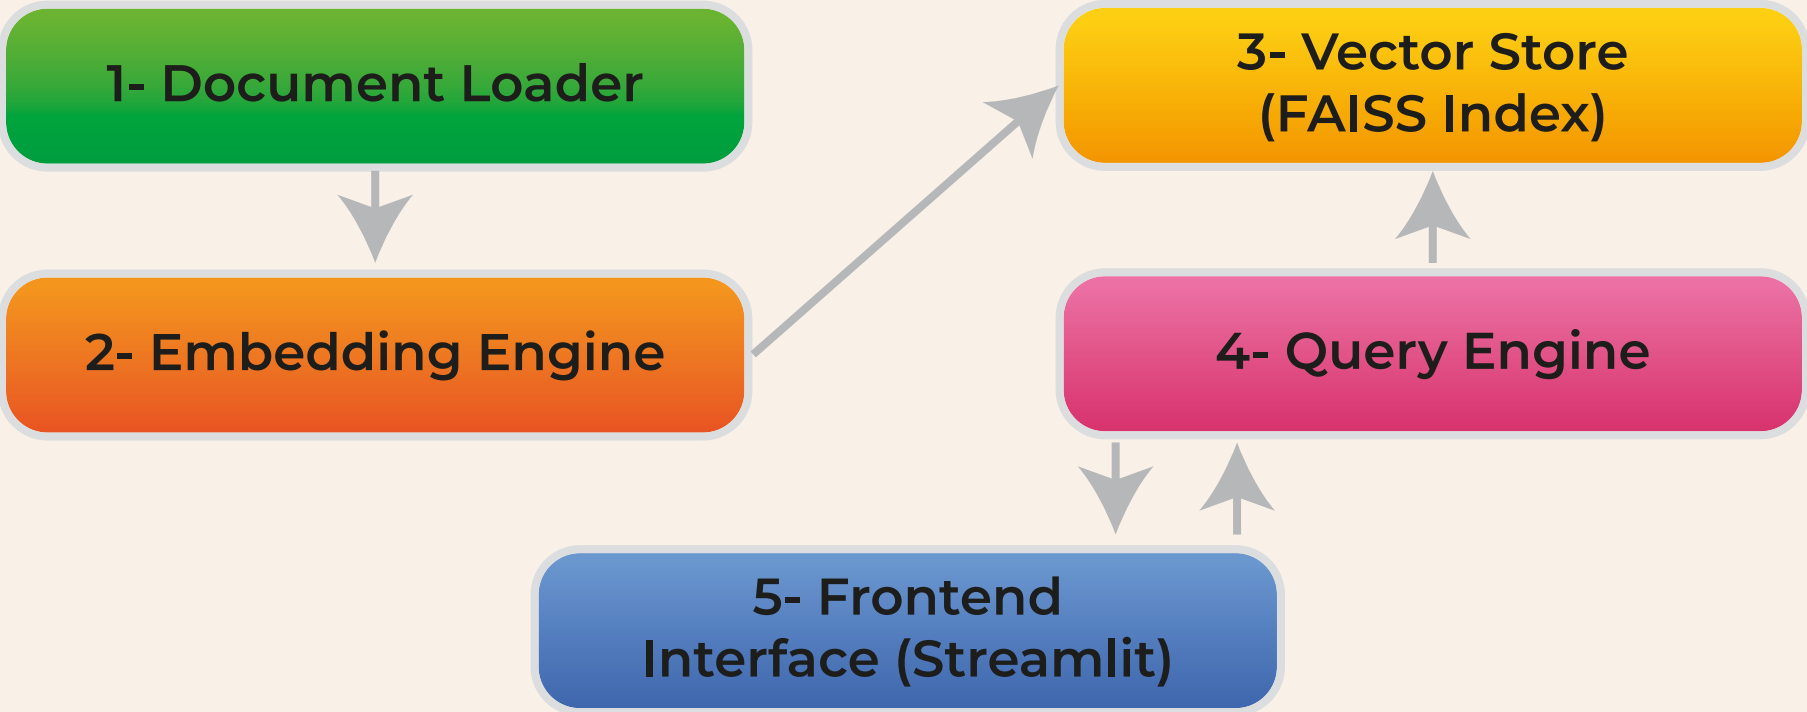 1- Document Loader
2- Embedding Engine
3- Vector Store
(FAISS Index)
4- Query Engine
5- Frontend
Interface (Streamlit)